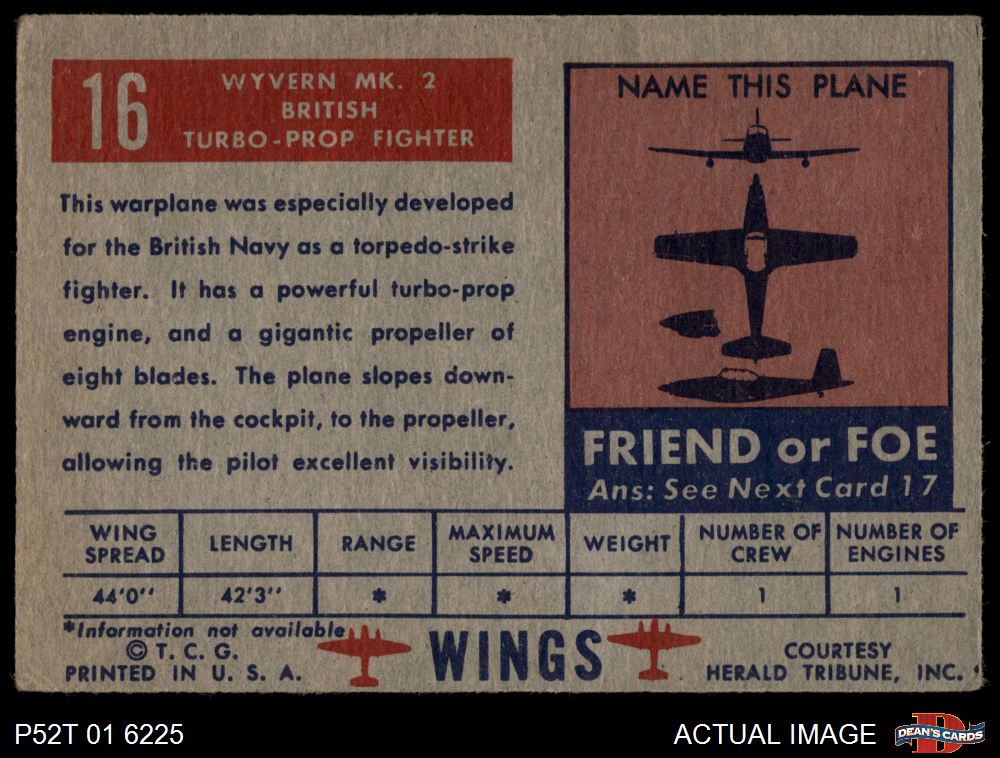 16
WYVERN MK. 2
BRITISH
TURBO-PROP FIGHTER
This warplane was especially developed
for the British Navy as a torpedo-strike
fighter. It has a powerful turbo-prop
engine, and a gigantic propeller of
eight blades. The plane slopes down-
ward from the cockpit, to the propeller,
allowing the pilot excellent visibility.
NAME THIS PLANE
FRIEND or FOE
Ans: See Next Card 17
WING SPREAD LENGTH RANGE MAXIMUM SPEED WEIGHT NUMBER OF CREW NUMBER OF ENGINES
44'0" 42'3" * * * 1 1
*Information not available
© T. C. G.
PRINTED IN U. S. A.
WINGS
COURTESY
HERALD TRIBUNE, INC.
P52T 01 6225
ACTUAL IMAGE
D
DEAN'S CARDS